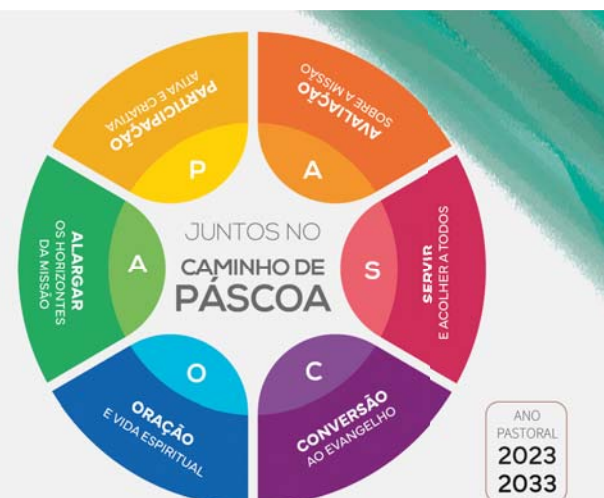 P
PARTICIPAÇÃO
ATIVA E CRIATIVA
A
AVALIAÇÃO
SOBRE A MISSÃO
S
SERVIR
E ACOLHER A TODOS
C
CONVERSÃO
AO EVANGELHO
O
ORAÇÃO
E VIDA ESPIRITUAL
A
ALARGAR
OS HORIZONTES
DA MISSÃO
JUNTOS NO
CAMINHO DE
PÁSCOA
ANO
PASTORAL
2023
2033